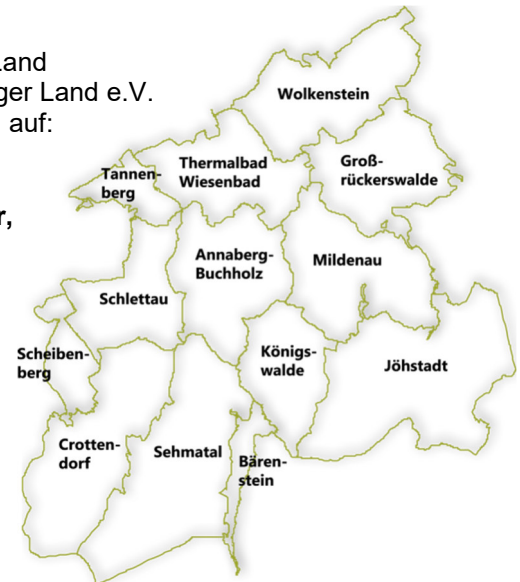 Land
ger Land e.V.
auf:
r,
Wolkenstein
Thermalbad
Wiesenbad
Groß-
rückerswalde
Tannen-
berg
Annaberg-
Buchholz
Mildenau
Schlettau
Scheiben-
berg
Königs-
walde
Jöhstadt
Crotten-
dorf
Sehmatal
Bären-
stein